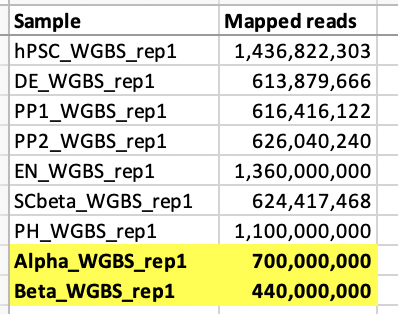 Sample Mapped reads
hPSC_WGBS_rep1 1,436,822,303
DE_WGBS_rep1 613,879,666
PP1_WGBS_rep1 616,416,122
PP2_WGBS_rep1 626,040,240
EN_WGBS_rep1 1,360,000,000
SCbeta_WGBS_rep1 624,417,468
PH_WGBS_rep1 1,100,000,000
Alpha_WGBS_rep1 700,000,000
Beta_WGBS_rep1 440,000,000